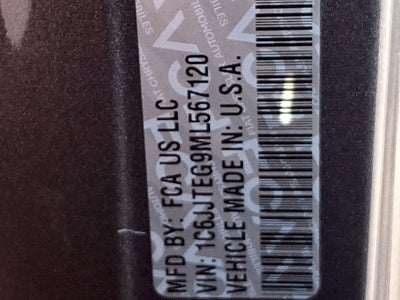 MFD BY: FCA US LLC
VIN: 1C6JJTEG9ML567120
VEHICLE MADE IN: U.S.A.